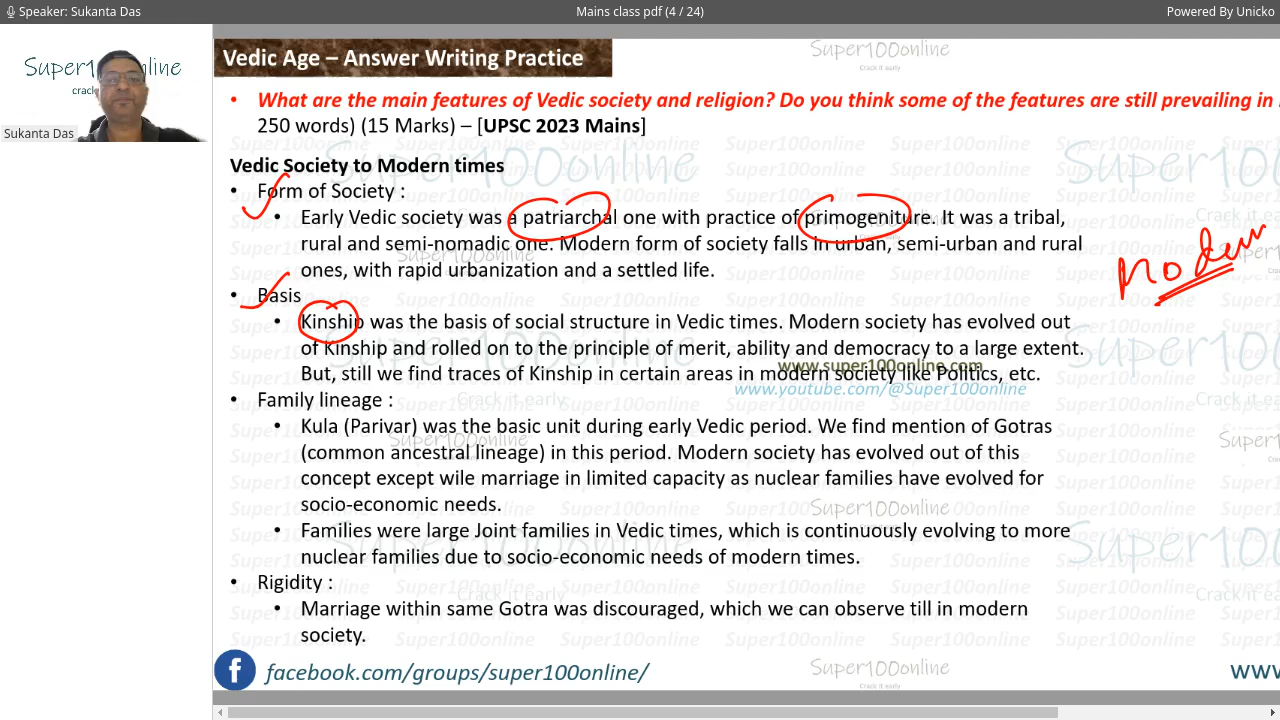 Speaker: Sukanta Das
Mains class pdf (4 / 24)
Powered By Unicko
Super100online
crack
Sukanta Das
Vedic Age – Answer Writing Practice
Super100online
Crack it early
• What are the main features of Vedic society and religion? Do you think some of the features are still prevailing in
250 words) (15 Marks) – [UPSC 2023 Mains]
Vedic Society to Modern times
• Form of Society :
• Early Vedic society was a patriarchal one with practice of primogeniture. It was a tribal,
rural and semi-nomadic one. Modern form of society falls in urban, semi-urban and rural
ones, with rapid urbanization and a settled life.
Modern
• Basis
• Kinship was the basis of social structure in Vedic times. Modern society has evolved out
of Kinship and rolled on to the principle of merit, ability and democracy to a large extent.
But, still we find traces of Kinship in certain areas in modern society like Politics, etc.
www.super100online.com
www.youtube.com/@Super100online
• Family lineage :
• Kula (Parivar) was the basic unit during early Vedic period. We find mention of Gotras
(common ancestral lineage) in this period. Modern society has evolved out of this
concept except wile marriage in limited capacity as nuclear families have evolved for
socio-economic needs.
• Families were large Joint families in Vedic times, which is continuously evolving to more
nuclear families due to socio-economic needs of modern times.
• Rigidity :
• Marriage within same Gotra was discouraged, which we can observe till in modern
society.
facebook.com/groups/super100online/
Super100online
Crack it early
www